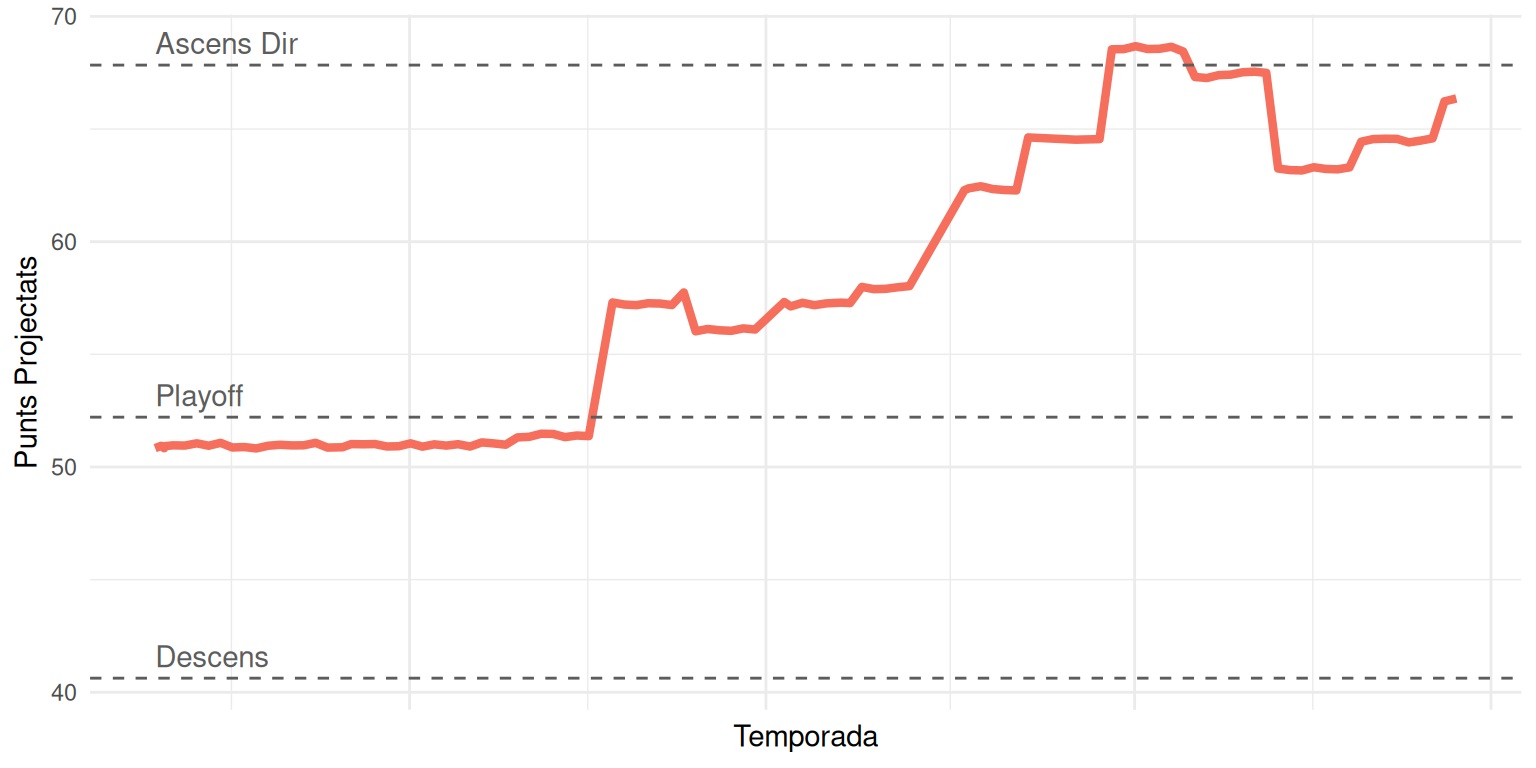 70
Ascens Dir
60
Punts Projectats
Playoff
50
Descens
40
Temporada